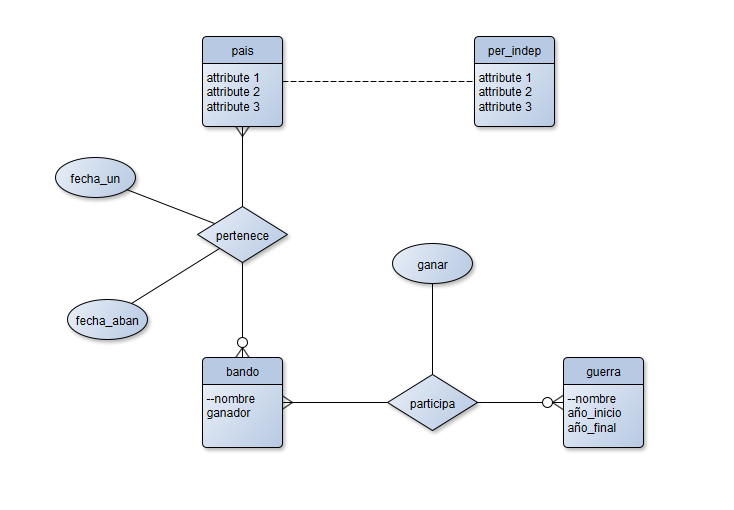 pais
attribute 1
attribute 2
attribute 3
per_indep
attribute 1
attribute 2
attribute 3
fecha_un
pertenece
fecha_aban
ganar
bando
--nombre
ganador
participa
guerra
--nombre
año_inicio
año_final